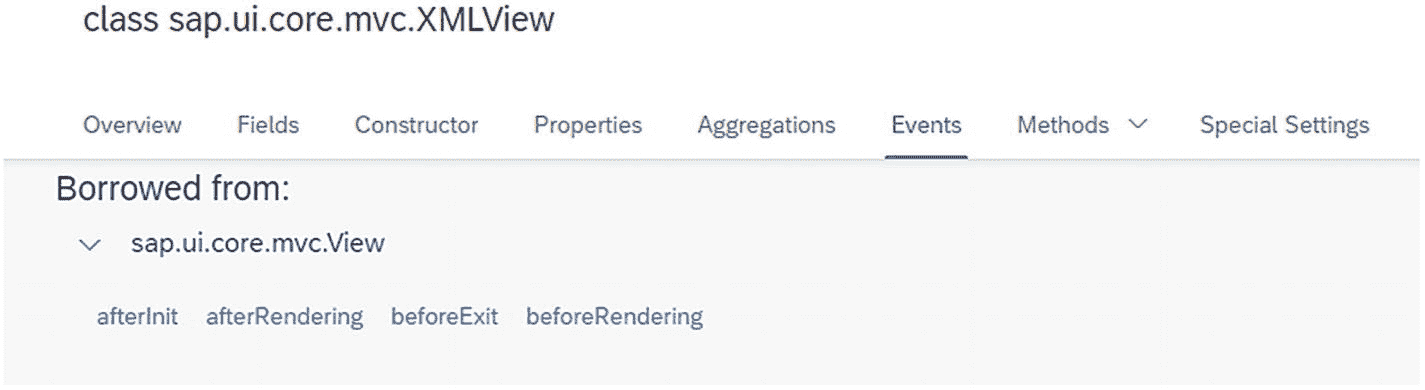 class sap.ui.core.mvc.XMLView
Overview Fields Constructor Properties Aggregations Events Methods Special Settings
Borrowed from:
sap.ui.core.mvc.View
afterInit afterRendering beforeExit beforeRendering